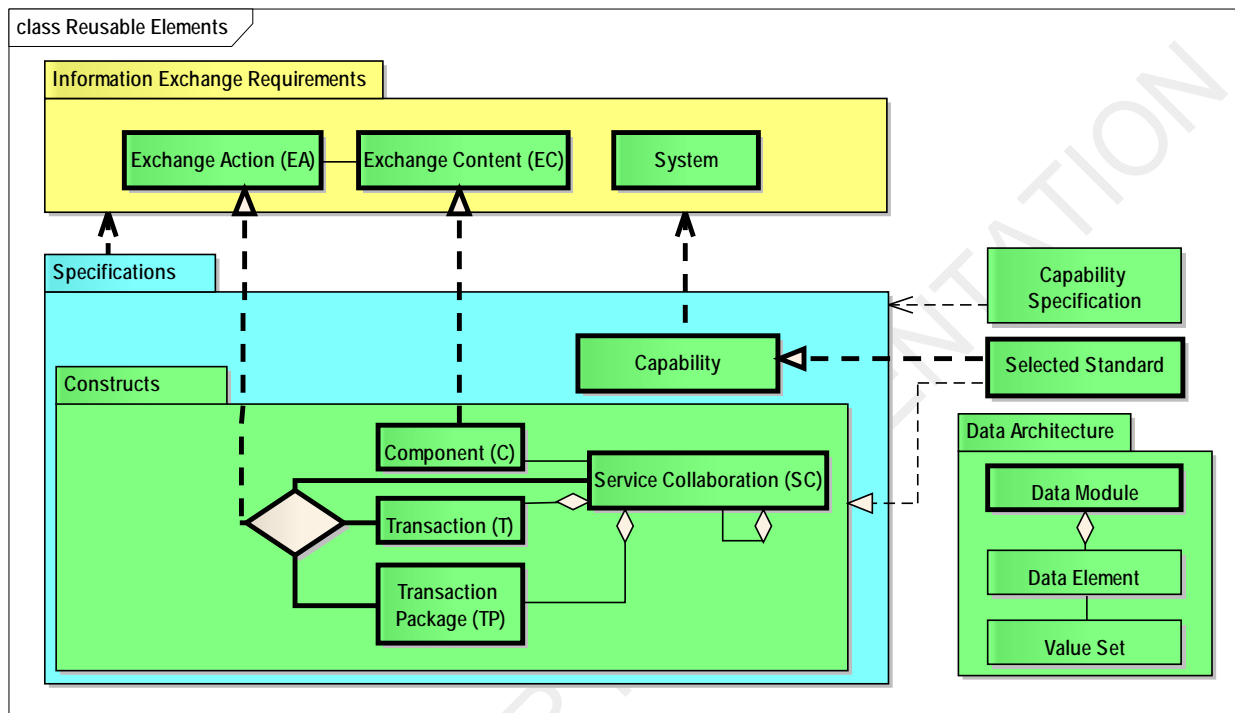 class Reusable Elements
Information Exchange Requirements
Exchange Action (EA)
Exchange Content (EC)
System
Specifications
Capability
Specification
Capability
Selected Standard
Constructs
Component (C)
Data Architecture
Service Collaboration (SC)
Data Module
Transaction (T)
Data Element
Transaction
Package (TP)
Value Set